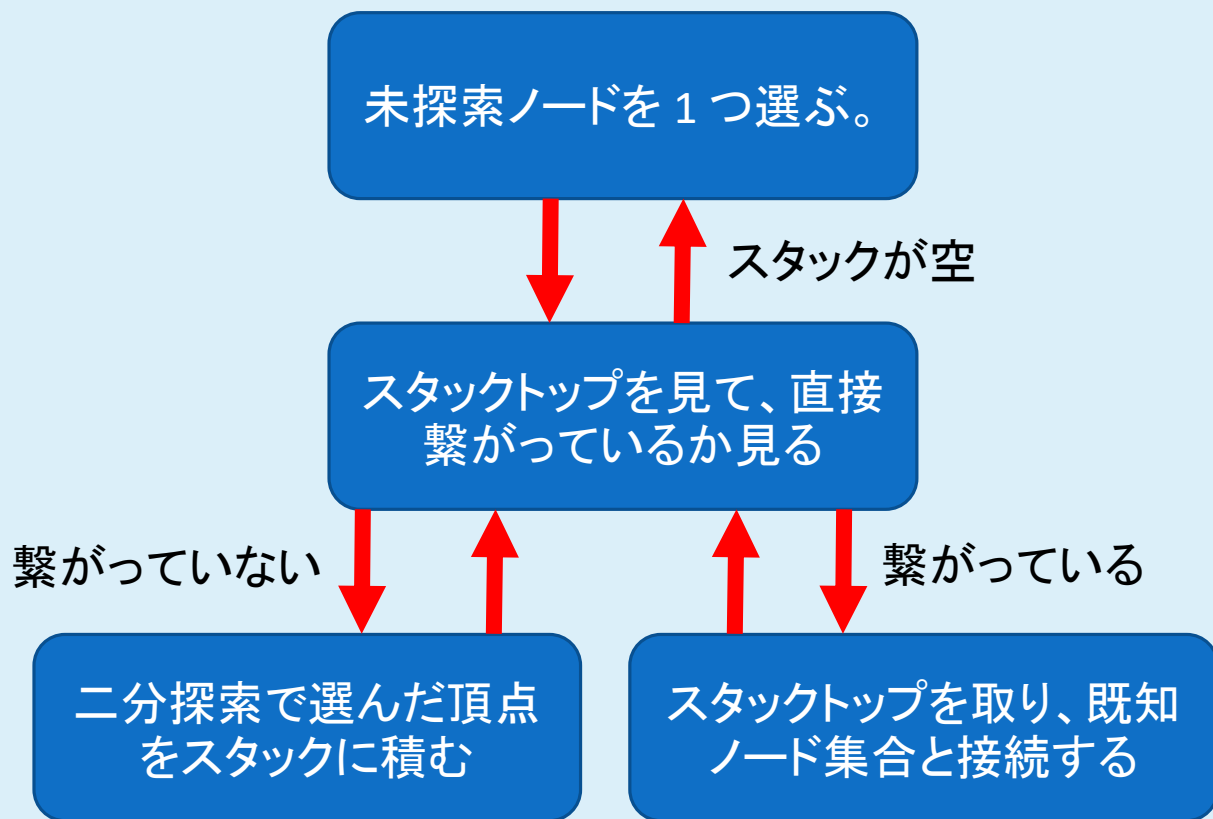 未探索ノードを 1 つ選ぶ。
スタックが空
スタックトップを見て、直接
繋がっているか見る
繋がっていない
繋がっている
二分探索で選んだ頂点
をスタックに積む
スタックトップを取り、既知
ノード集合と接続する